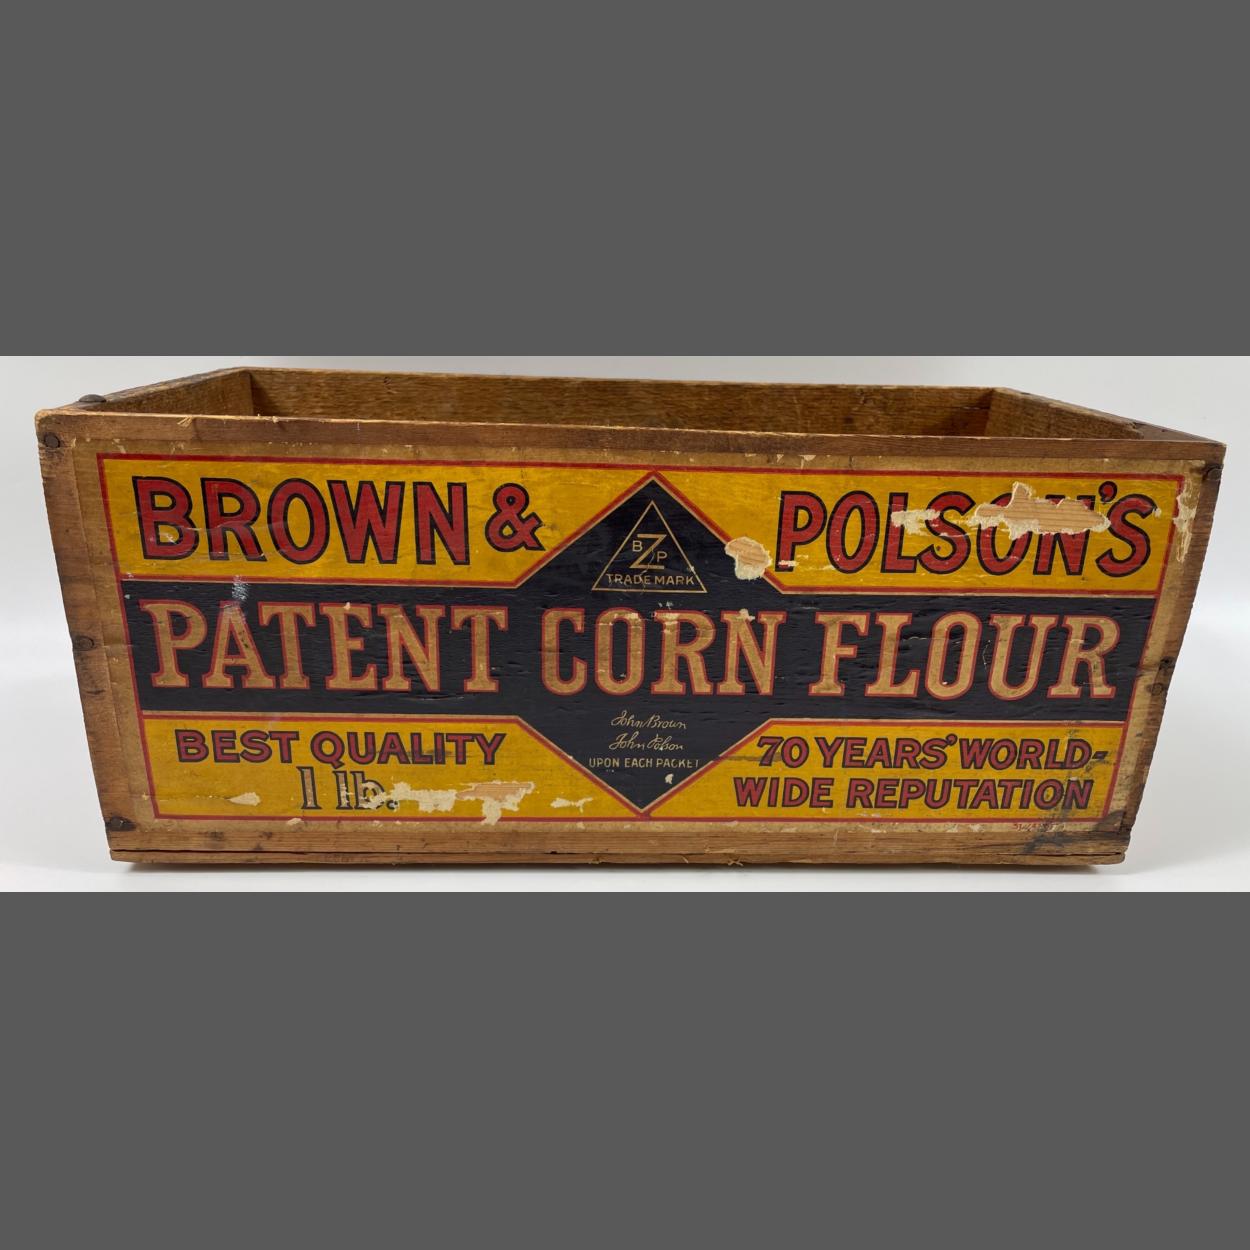 BROWN & POLSON'S
B Z P
TRADE MARK
PATENT CORN FLOUR
John Brown
John Polson
UPON EACH PACKET
BEST QUALITY
1 lb.
70 YEARS' WORLD-
WIDE REPUTATION